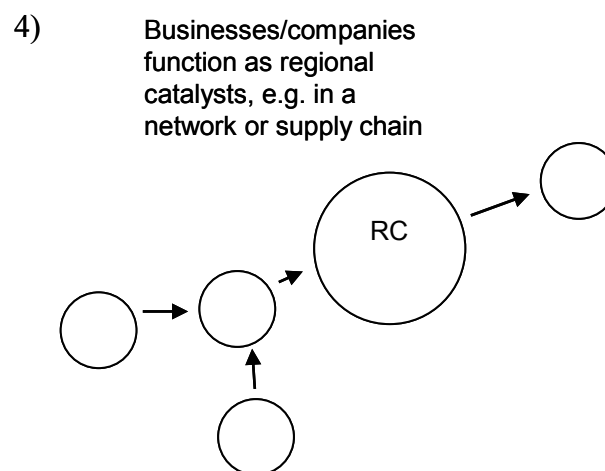 4)
Businesses/companies
function as regional
catalysts, e.g. in a
network or supply chain
RC